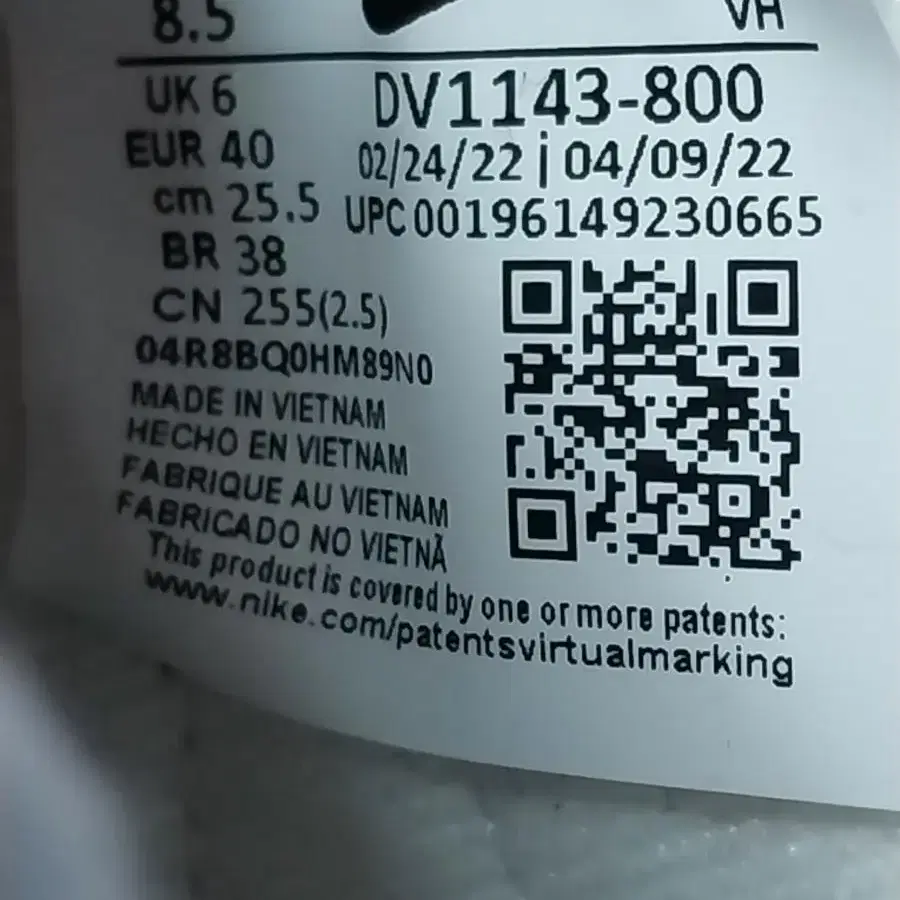 8.5 VH
UK 6 DV1143-800
EUR 40 02/24/22 | 04/09/22
cm 25.5 UPC 00196149230665
BR 38
CN 255(2.5)
04R8BQ0HM89N0
MADE IN VIETNAM
HECHO EN VIETNAM
FABRIQUE AU VIETNAM
FABRICADO NO VIETNÃ
This product is covered by one or more patents:
www.nike.com/patentsvirtualmarking